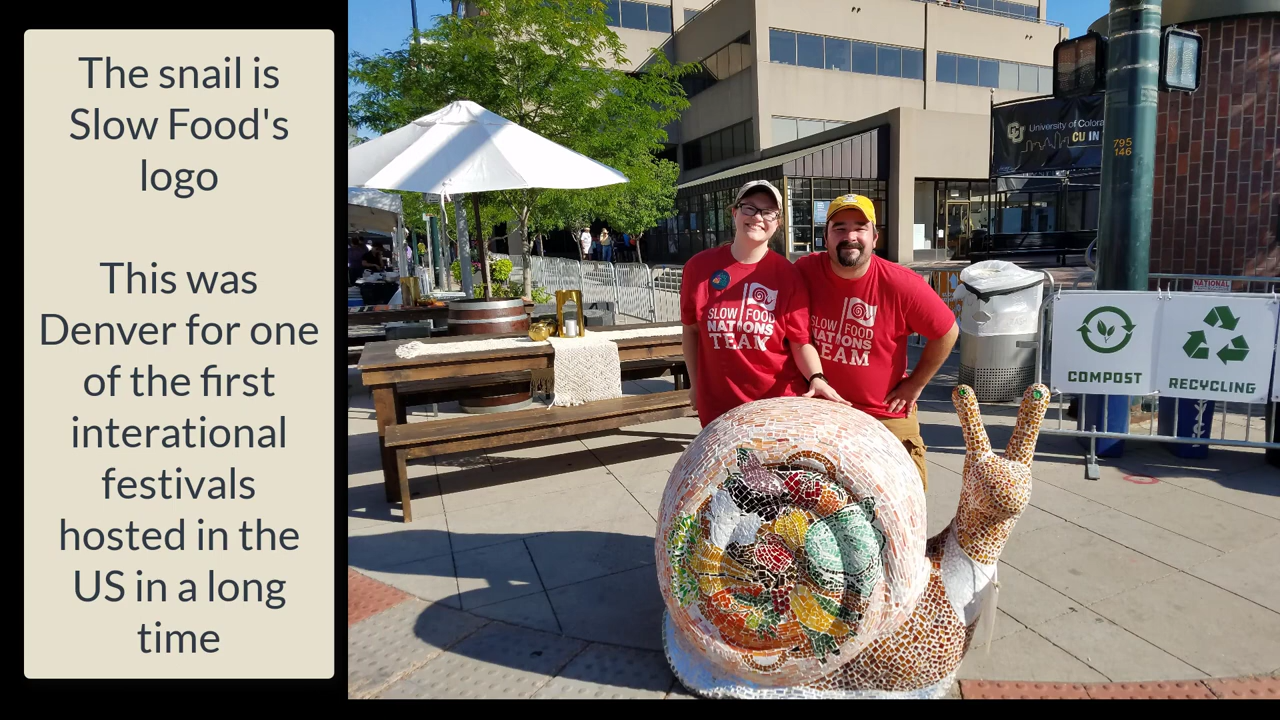 The snail is
Slow Food's
logo
This was
Denver for one
of the first
interational
festivals
hosted in the
US in a long
time
University of Colora
CU IN
795
146
SLOW FOOD
NATIONS
TEAM
SLOW FOOD
NATIONS
TEAM
NATIONAL
COMPOST
RECYCLING